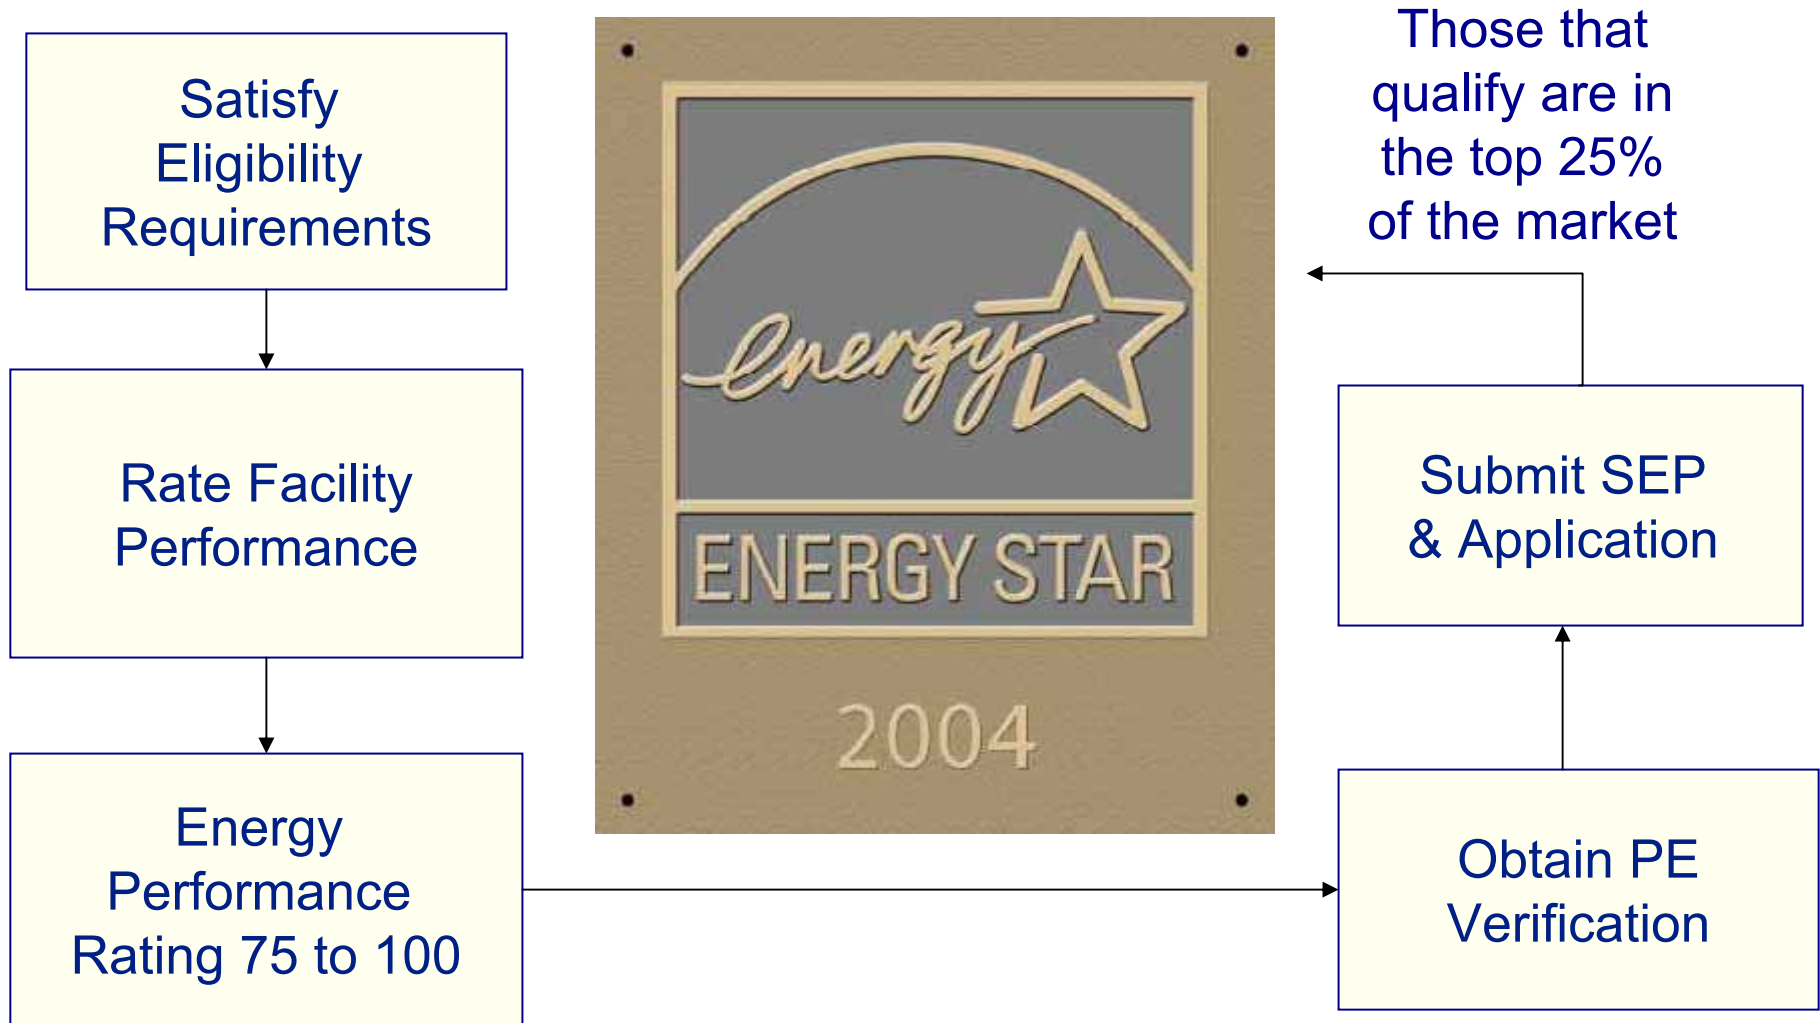 Satisfy
Eligibility
Requirements
Rate Facility
Performance
Energy
Performance
Rating 75 to 100
energy
ENERGY STAR
2004
Those that
qualify are in
the top 25%
of the market
Submit SEP
& Application
Obtain PE
Verification